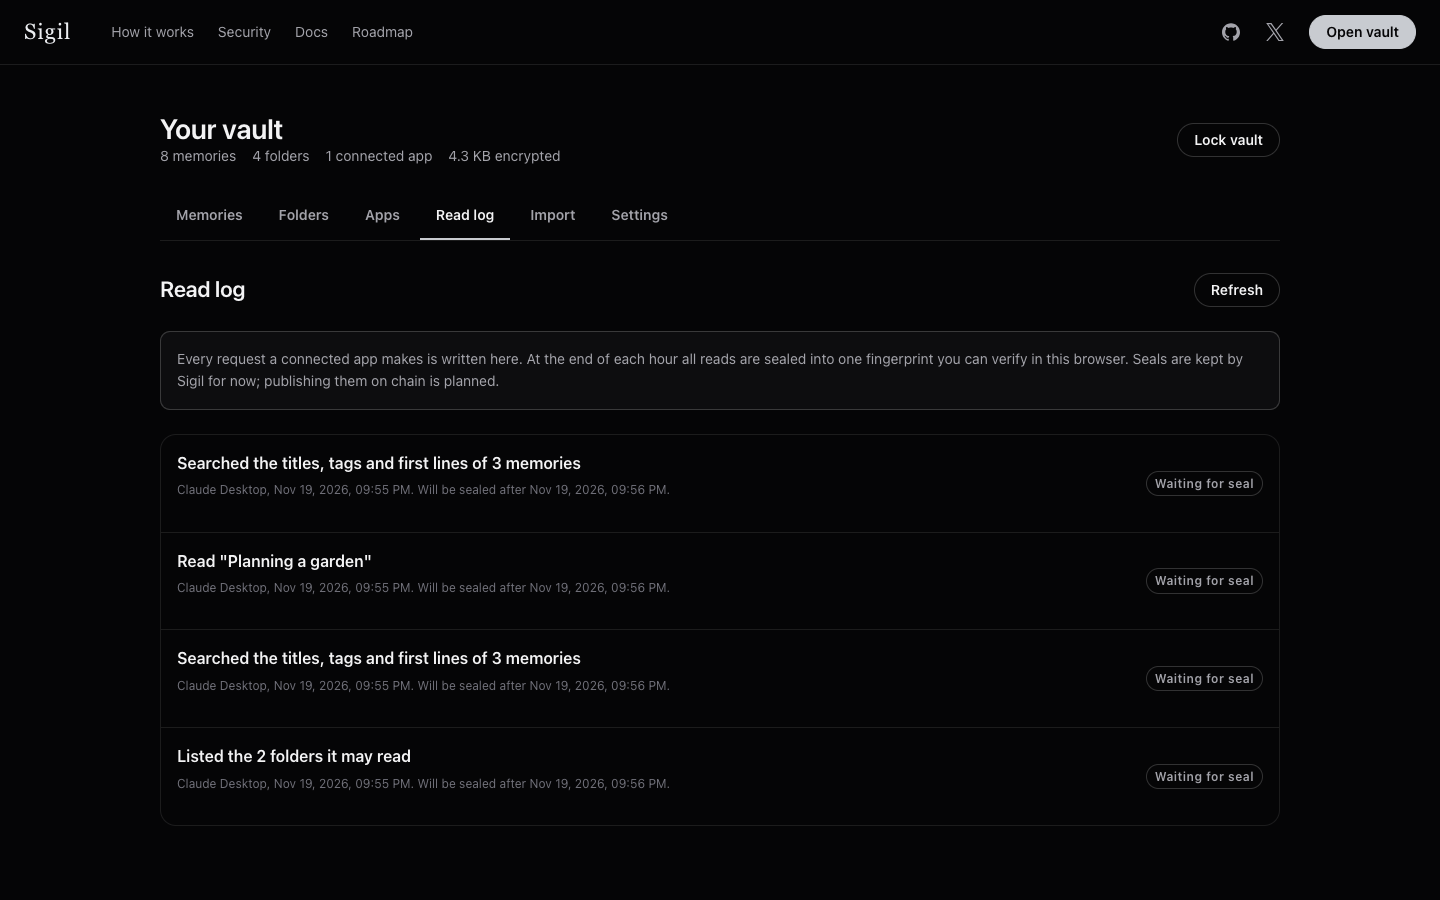 Sigil
How it works
Security
Docs
Roadmap
Open vault
Your vault
8 memories 4 folders 1 connected app 4.3 KB encrypted
Lock vault
Memories
Folders
Apps
Read log
Import
Settings
Read log
Refresh
Every request a connected app makes is written here. At the end of each hour all reads are sealed into one fingerprint you can verify in this browser. Seals are kept by
Sigil for now; publishing them on chain is planned.
Searched the titles, tags and first lines of 3 memories
Claude Desktop, Nov 19, 2026, 09:55 PM. Will be sealed after Nov 19, 2026, 09:56 PM.
Waiting for seal
Read "Planning a garden"
Claude Desktop, Nov 19, 2026, 09:55 PM. Will be sealed after Nov 19, 2026, 09:56 PM.
Waiting for seal
Searched the titles, tags and first lines of 3 memories
Claude Desktop, Nov 19, 2026, 09:55 PM. Will be sealed after Nov 19, 2026, 09:56 PM.
Waiting for seal
Listed the 2 folders it may read
Claude Desktop, Nov 19, 2026, 09:55 PM. Will be sealed after Nov 19, 2026, 09:56 PM.
Waiting for seal